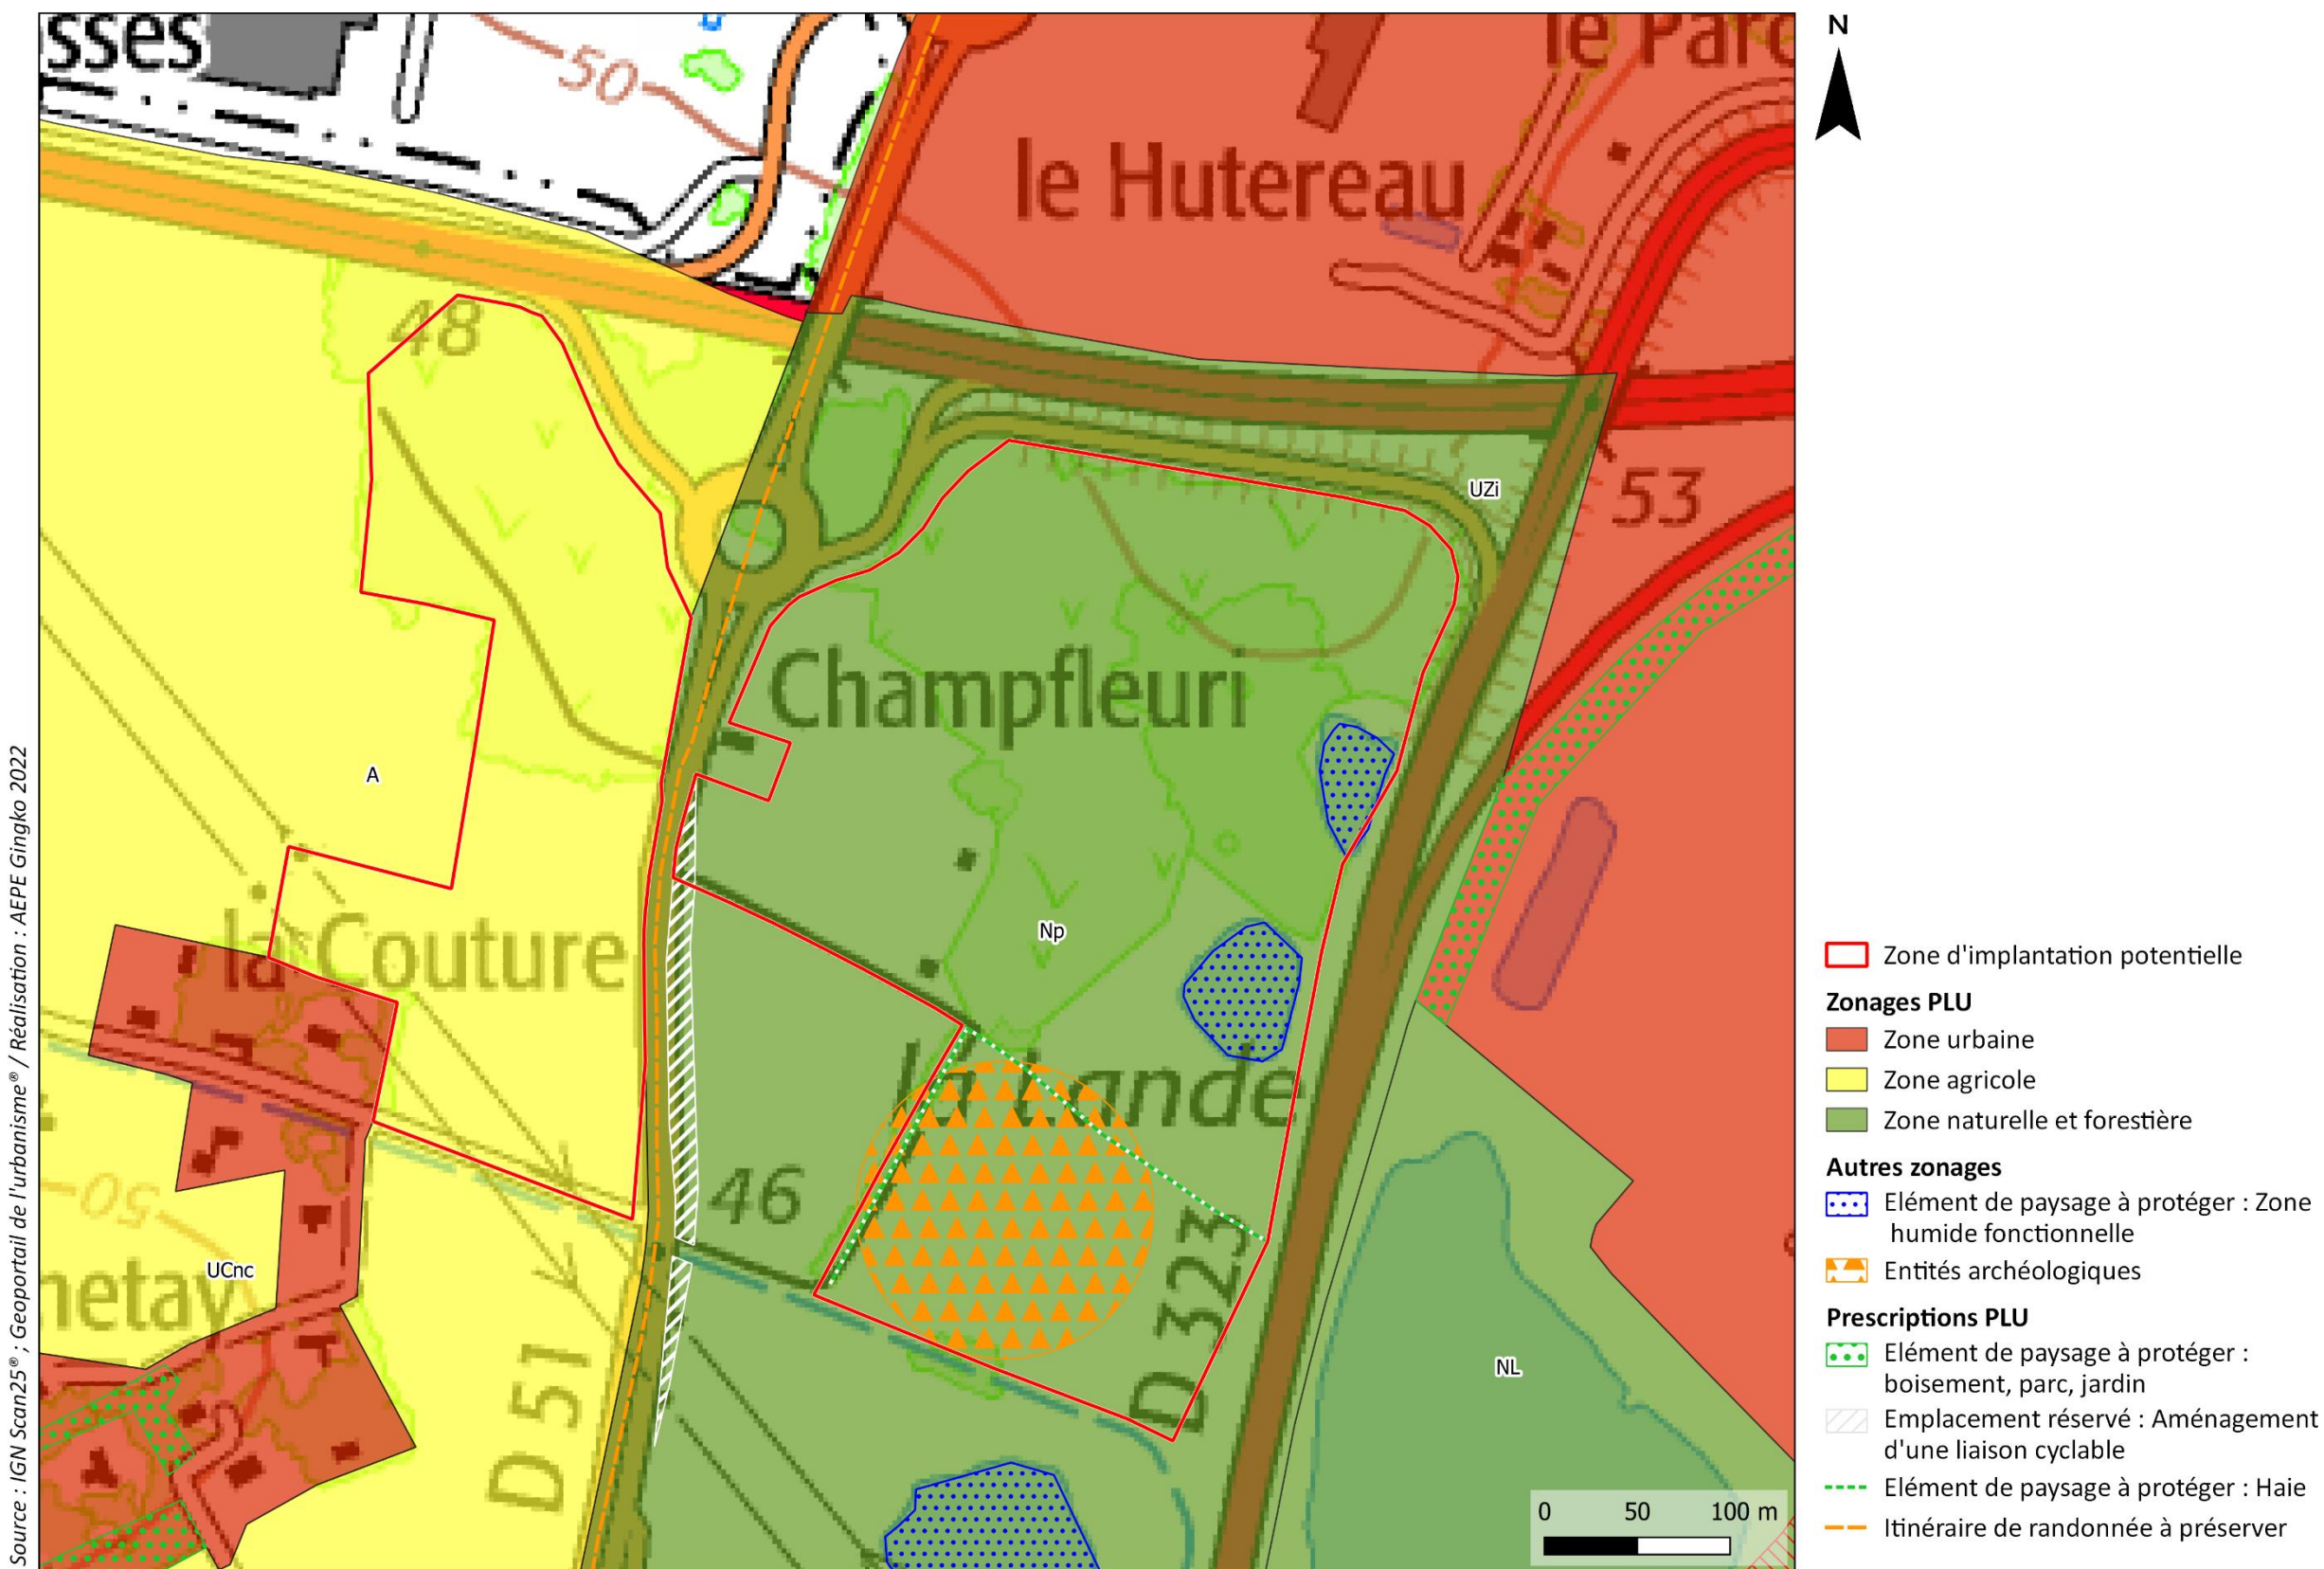 sses
50
le Parc
N
le Hutereau
48
UZi
53
Champfleuri
A
Np
la Couture
la Lande
46
50
UCnc
netay
D 51
D 323
NL
0 50 100 m
Source : IGN Scan25® ; Geoportail de l'urbanisme® / Réalisation : AEPE Gingko 2022
Zone d'implantation potentielle
Zonages PLU
Zone urbaine
Zone agricole
Zone naturelle et forestière
Autres zonages
Elément de paysage à protéger : Zone
humide fonctionnelle
Entités archéologiques
Prescriptions PLU
Elément de paysage à protéger :
boisement, parc, jardin
Emplacement réservé : Aménagement
d'une liaison cyclable
Elément de paysage à protéger : Haie
Itinéraire de randonnée à préserver